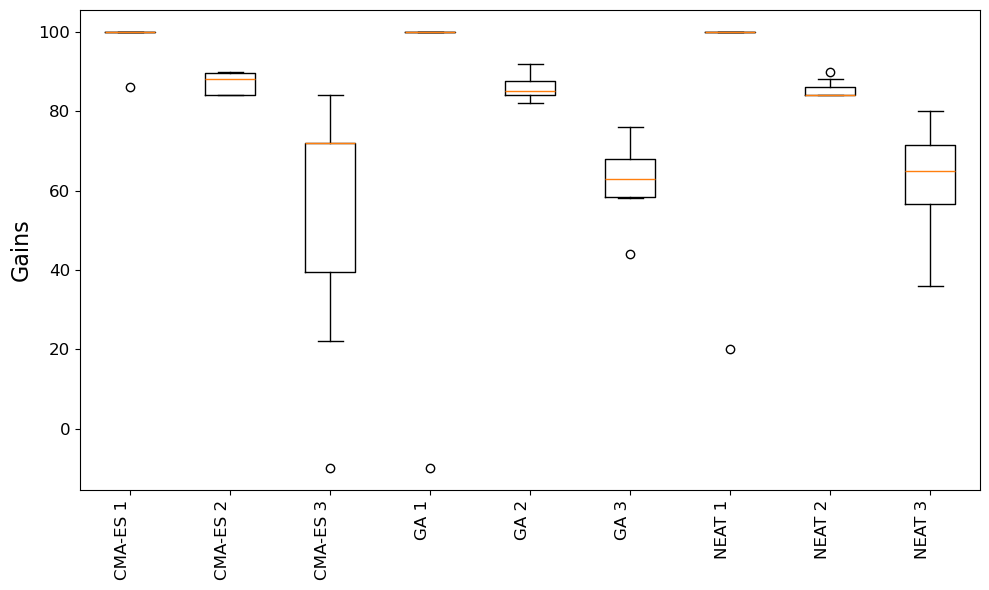 Gains
100
80
60
40
20
0
CMA-ES 1
CMA-ES 2
CMA-ES 3
GA 1
GA 2
GA 3
NEAT 1
NEAT 2
NEAT 3